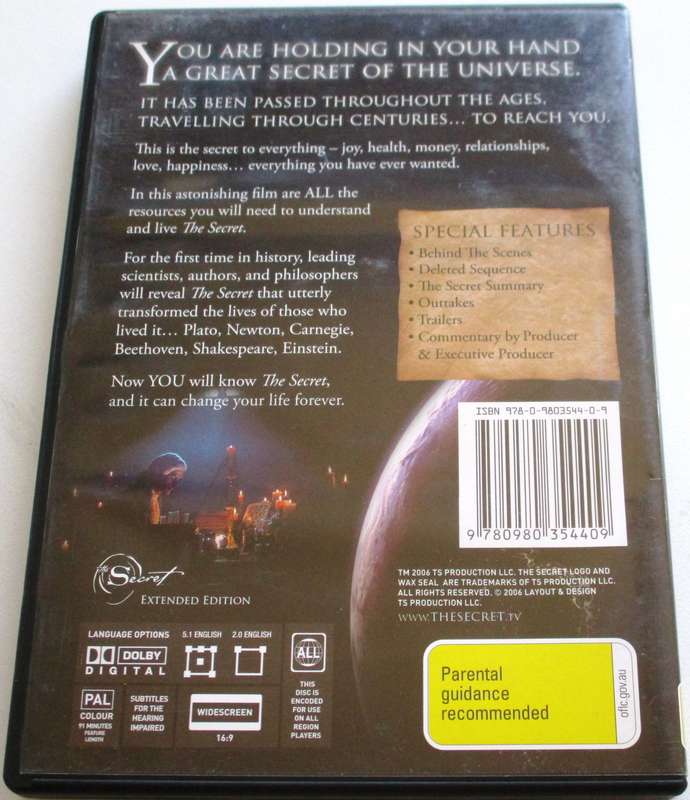 YOU ARE HOLDING IN YOUR HAND
A GREAT SECRET OF THE UNIVERSE.
IT HAS BEEN PASSED THROUGHOUT THE AGES,
TRAVELLING THROUGH CENTURIES... TO REACH YOU.
This is the secret to everything – joy, health, money, relationships,
love, happiness... everything you have ever wanted.
In this astonishing film are ALL the
resources you will need to understand
and live The Secret.
For the first time in history, leading
scientists, authors, and philosophers
will reveal The Secret that utterly
transformed the lives of those who
lived it... Plato, Newton, Carnegie,
Beethoven, Shakespeare, Einstein.
Now YOU will know The Secret,
and it can change your life forever.
SPECIAL FEATURES
• Behind The Scenes
• Deleted Sequence
• The Secret Summary
• Outtakes
• Trailers
• Commentary by Producer
& Executive Producer
ISBN 978-0-9803544-0-9
9 780980 354409
The Secret
EXTENDED EDITION
TM 2006 TS PRODUCTION LLC. THE SECRET LOGO AND
WAX SEAL ARE TRADEMARKS OF TS PRODUCTION LLC.
ALL RIGHTS RESERVED. © 2006 LAYOUT & DESIGN
TS PRODUCTION LLC.
WWW.THESECRET.TV
LANGUAGE OPTIONS
DOLBY
DIGITAL
5.1 ENGLISH
2.0 ENGLISH
ALL
THIS
DISC IS
ENCODED
FOR USE
ON ALL
REGION
PLAYERS
PAL
COLOUR
91 MINUTES
FEATURE
LENGTH
SUBTITLES
FOR THE
HEARING
IMPAIRED
WIDESCREEN
16:9
Parental
guidance
recommended
oflc.gov.au